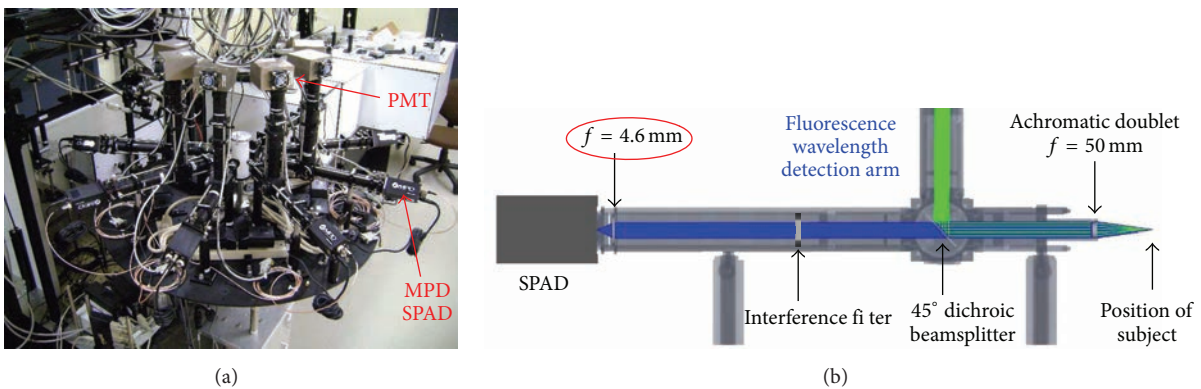 PMT
MPD
SPAD
(a)
f = 4.6 mm
Fluorescence
wavelength
detection arm
Achromatic doublet
f = 50 mm
SPAD
Interference fi ter
45° dichroic
beamsplitter
Position of
subject
(b)